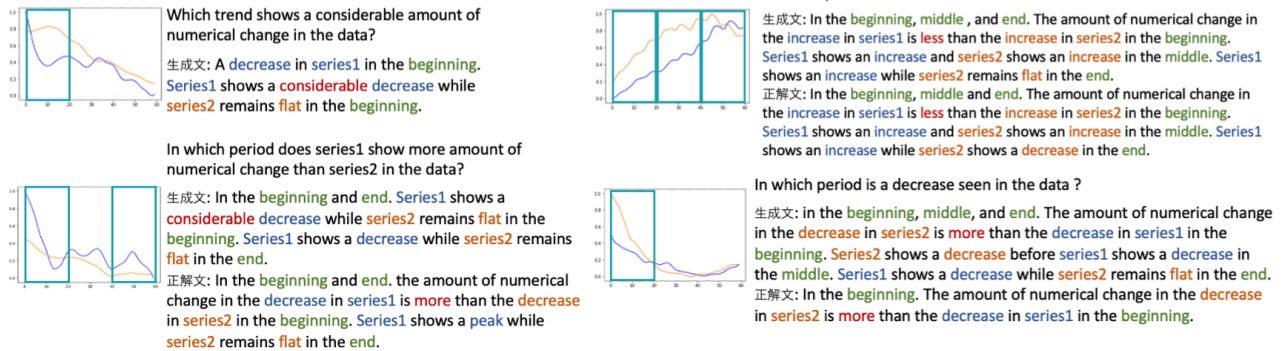 Which trend shows a considerable amount of
numerical change in the data?
生成文: A decrease in series1 in the beginning.
Series1 shows a considerable decrease while
series2 remains flat in the beginning.
In which period does series1 show more amount of
numerical change than series2 in the data?
生成文: In the beginning and end. Series1 shows a
considerable decrease while series2 remains flat in the
beginning. Series1 shows a decrease while series2 remains
flat in the end.
正解文: In the beginning and end. the amount of numerical
change in the decrease in series1 is more than the decrease
in series2 in the beginning. Series1 shows a peak while
series2 remains flat in the end.
生成文: In the beginning, middle , and end. The amount of numerical change in
the increase in series1 is less than the increase in series2 in the beginning.
Series1 shows an increase and series2 shows an increase in the middle. Series1
shows an increase while series2 remains flat in the end.
正解文: In the beginning, middle and end. The amount of numerical change in
the increase in series1 is less than the increase in series2 in the beginning.
Series1 shows an increase and series2 shows an increase in the middle. Series1
shows an increase while series2 shows a decrease in the end.
In which period is a decrease seen in the data ?
生成文: in the beginning, middle, and end. The amount of numerical change
in the decrease in series2 is more than the decrease in series1 in the
beginning. Series2 shows a decrease before series1 shows a decrease in
the middle. Series1 shows a decrease while series2 remains flat in the end.
正解文: In the beginning. The amount of numerical change in the decrease
in series2 is more than the decrease in series1 in the beginning.